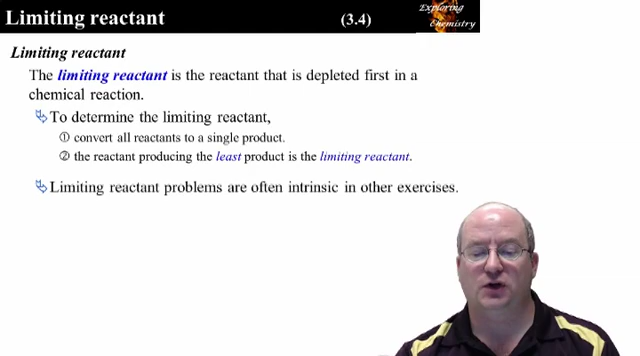 Limiting reactant (3.4)
Exploring
Chemistry
Limiting reactant
The limiting reactant is the reactant that is depleted first in a
chemical reaction.
To determine the limiting reactant,
① convert all reactants to a single product.
② the reactant producing the least product is the limiting reactant.
Limiting reactant problems are often intrinsic in other exercises.